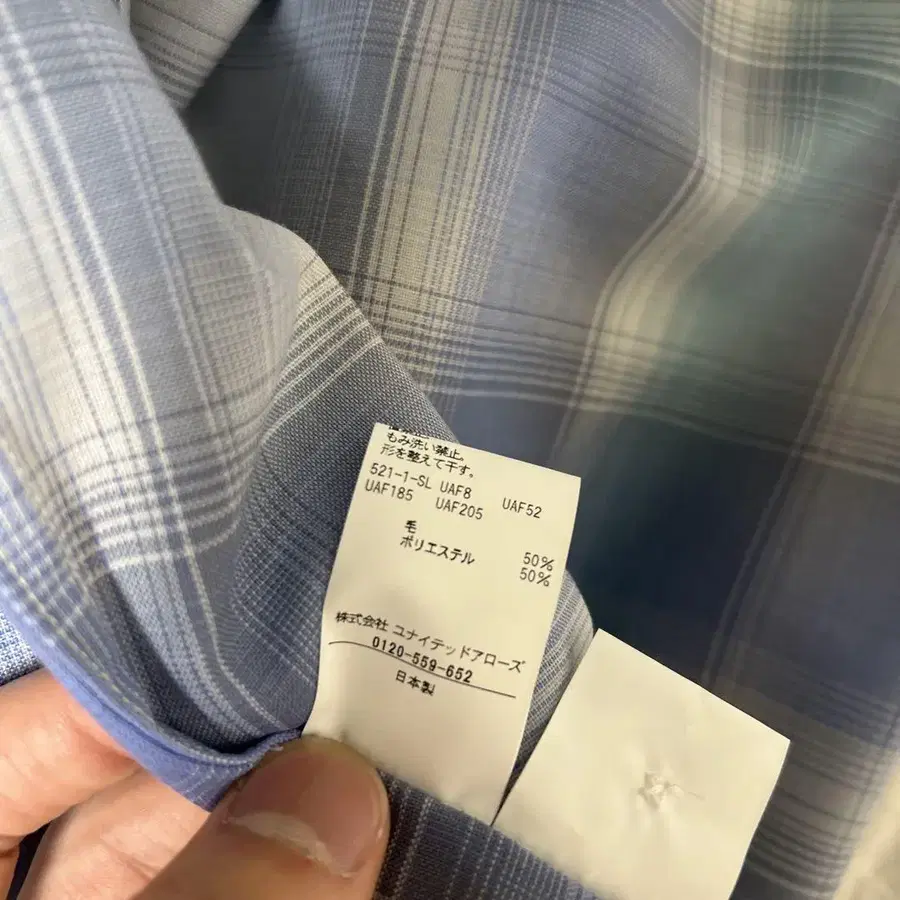 もみ洗い禁止。
形を整えて干す。
521-1-SL UAF8 UAF52
UAF185 UAF205
毛 50%
ポリエステル 50%
株式会社 ユナイテッドアローズ
0120-559-652
日本製